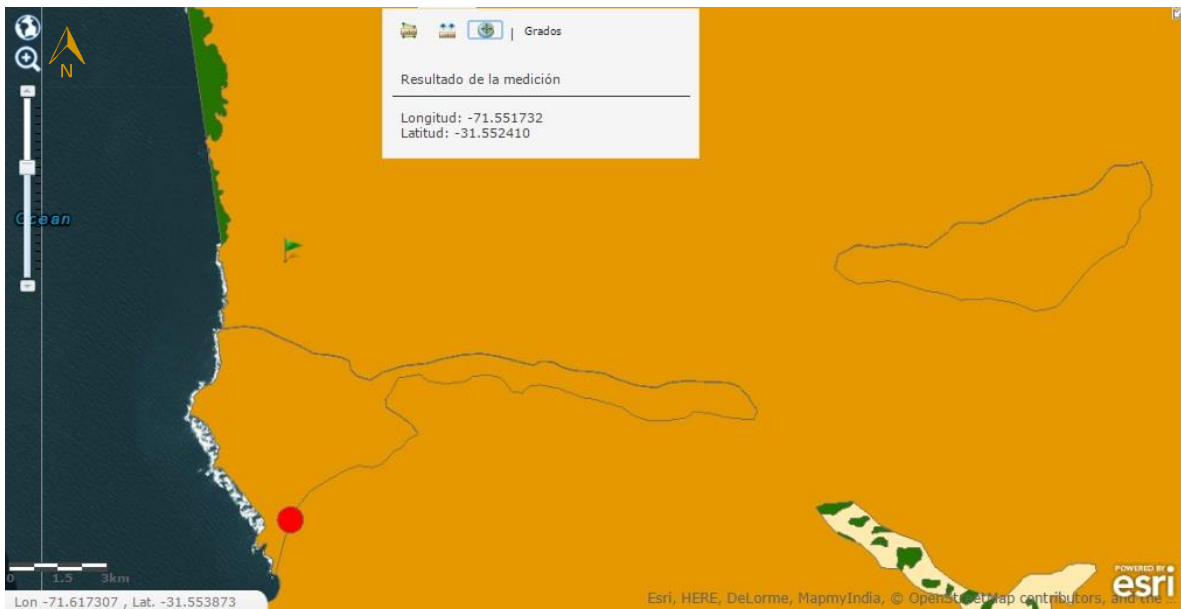 N
| Grados
Resultado de la medición
Longitud: -71.551732
Latitud: -31.552410
Ocean
0 1.5 3km
Lon -71.617307 , Lat. -31.553873
Esri, HERE, DeLorme, MapmyIndia, © OpenStreetMap contributors, and the ...
POWERED BY
esri